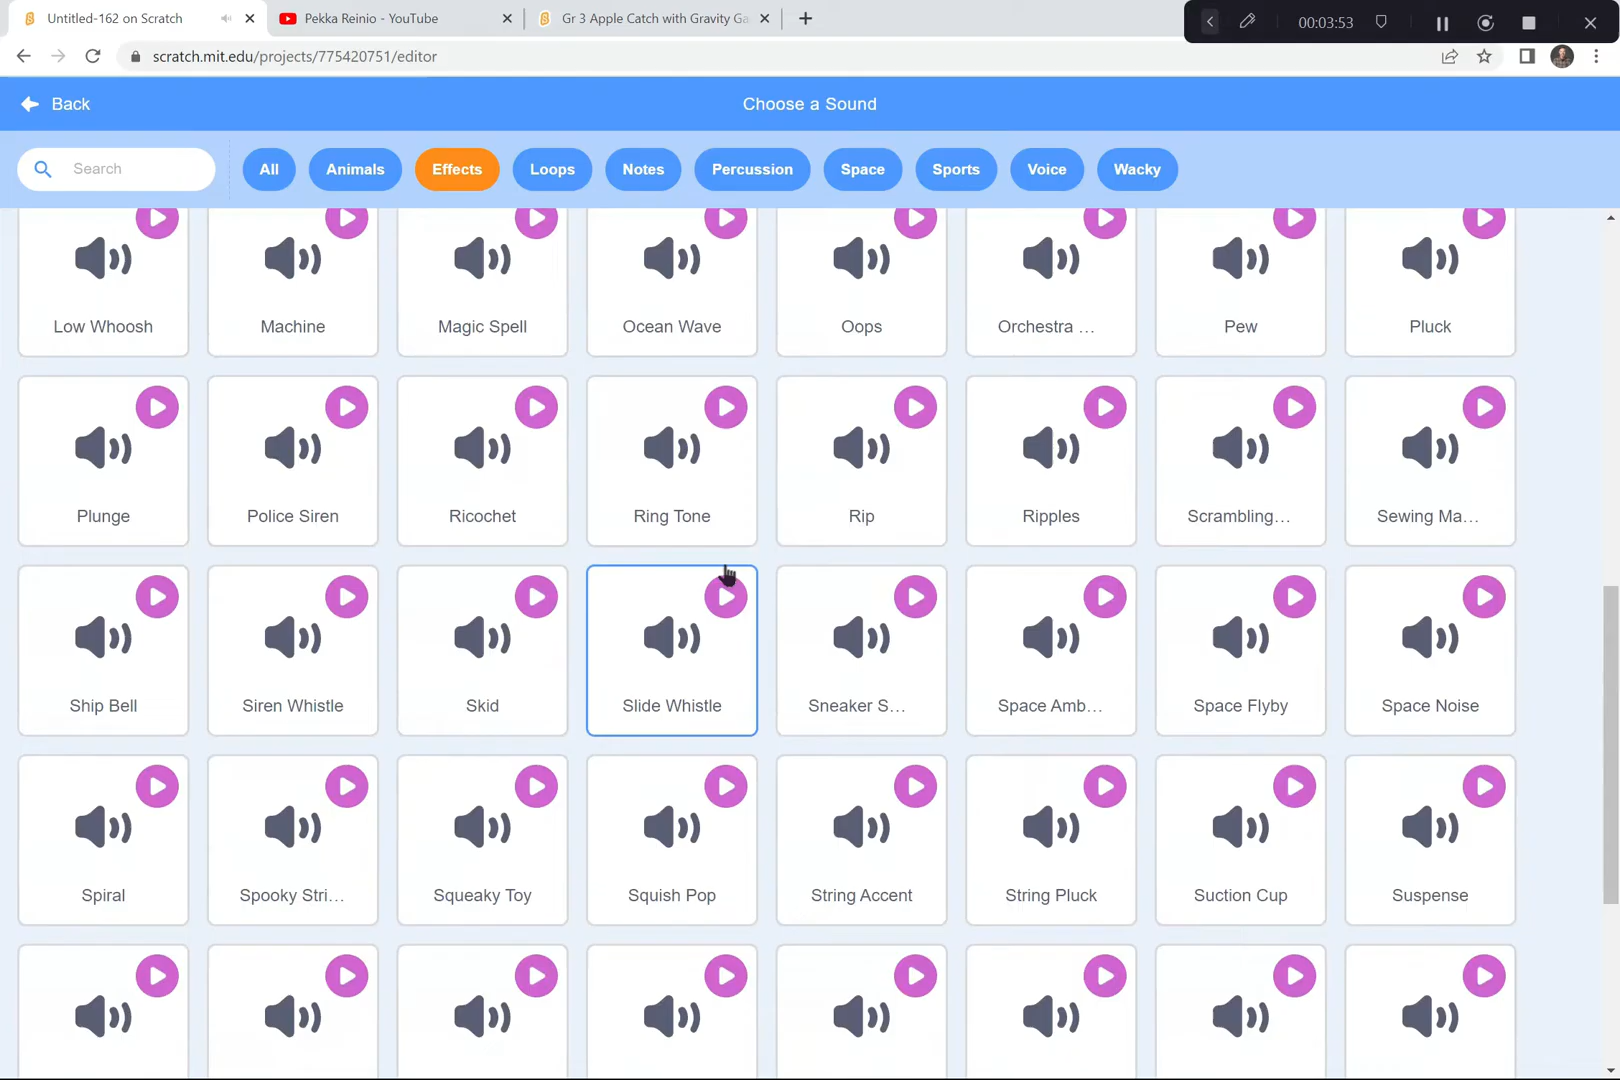 Untitled-162 on Scratch
Pekka Reinio - YouTube
Gr 3 Apple Catch with Gravity Ga
00:03:53
scratch.mit.edu/projects/775420751/editor
Back
Choose a Sound
Search
All
Animals
Effects
Loops
Notes
Percussion
Space
Sports
Voice
Wacky
Low Whoosh
Machine
Magic Spell
Ocean Wave
Oops
Orchestra ...
Pew
Pluck
Plunge
Police Siren
Ricochet
Ring Tone
Rip
Ripples
Scrambling...
Sewing Ma...
Ship Bell
Siren Whistle
Skid
Slide Whistle
Sneaker S...
Space Amb...
Space Flyby
Space Noise
Spiral
Spooky Stri...
Squeaky Toy
Squish Pop
String Accent
String Pluck
Suction Cup
Suspense